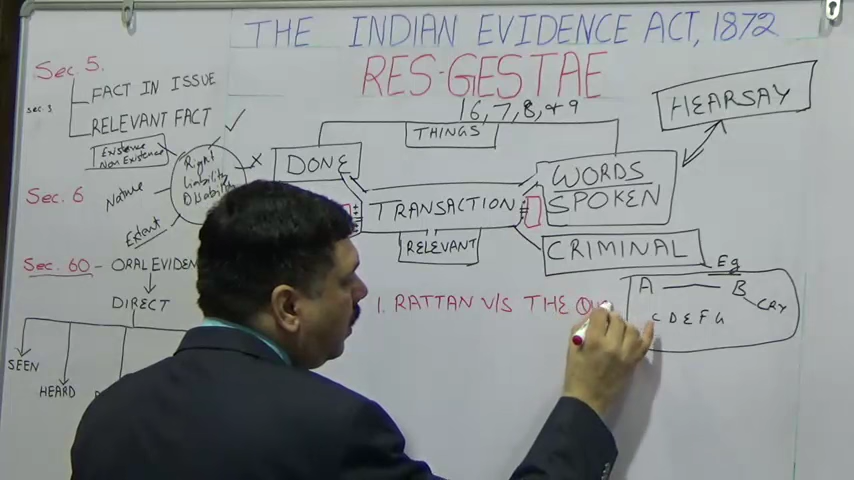 THE INDIAN EVIDENCE ACT, 1872
RES-GESTAE
Sec 5.
SEC 3
FACT IN ISSUE
RELEVANT FACT
Existence
Non Existence
Nature
Extent
Right
Liability
Disability
Sec. 6
Sec. 60 - ORAL EVIDEN
DIRECT
SEEN
HEARD
16, 7, 8, & 9
THINGS
DONE
TRANSACTION
RELEVANT
WORDS
SPOKEN
HEARSAY
CRIMINAL
Eg
A B
CRY
C D E F G
1. RATTAN V/S THE